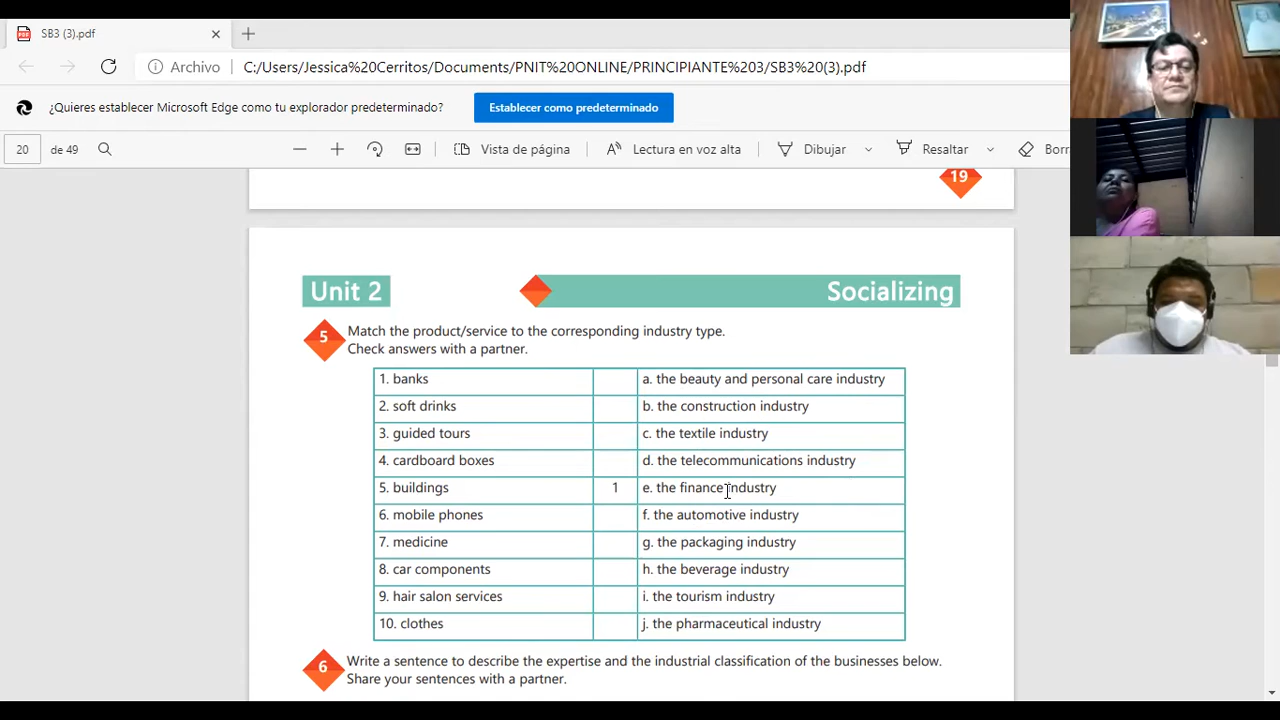 SB3 (3).pdf
Archivo C:/Users/Jessica%20Cerritos/Documents/PNIT%20ONLINE/PRINCIPIANTE%203/SB3%20(3).pdf
¿Quieres establecer Microsoft Edge como tu explorador predeterminado? Establecer como predeterminado
20 de 49 Vista de página Lectura en voz alta Dibujar Resaltar Borr
19
Unit 2 Socializing
5 Match the product/service to the corresponding industry type.
Check answers with a partner.
1. banks a. the beauty and personal care industry
2. soft drinks b. the construction industry
3. guided tours c. the textile industry
4. cardboard boxes d. the telecommunications industry
5. buildings 1 e. the finance industry
6. mobile phones f. the automotive industry
7. medicine g. the packaging industry
8. car components h. the beverage industry
9. hair salon services i. the tourism industry
10. clothes j. the pharmaceutical industry
6 Write a sentence to describe the expertise and the industrial classification of the businesses below.
Share your sentences with a partner.